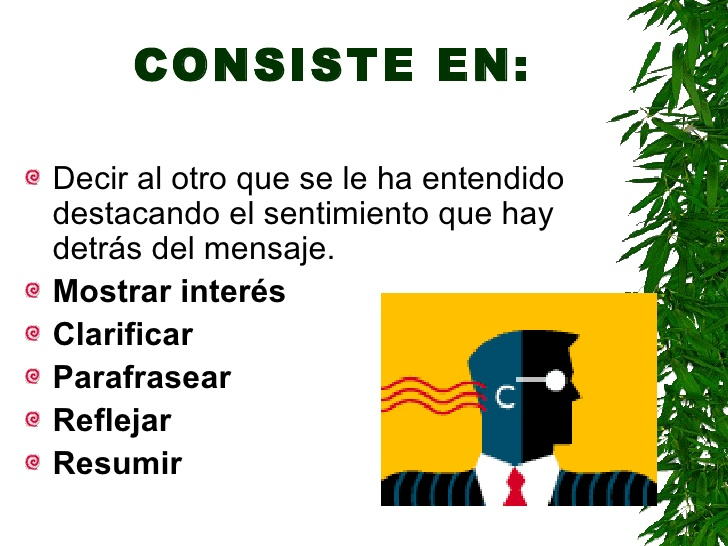 CONSISTE EN:
Decir al otro que se le ha entendido
destacando el sentimiento que hay
detrás del mensaje.
Mostrar interés
Clarificar
Parafrasear
Reflejar
Resumir